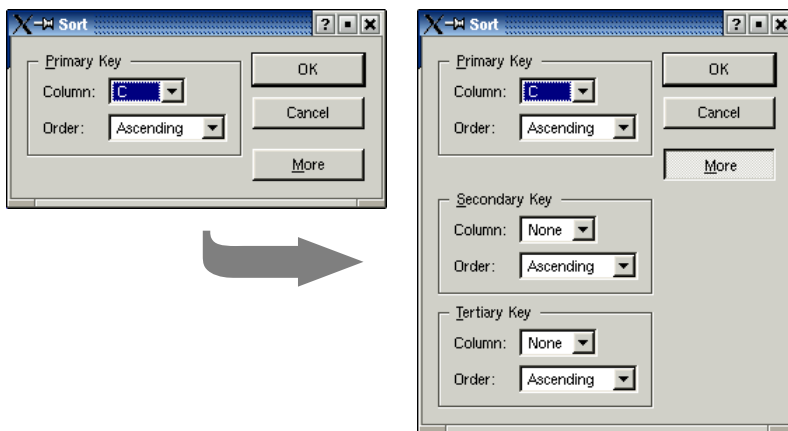 Sort
Primary Key
Column: C
Order: Ascending
OK
Cancel
More
Sort
Primary Key
Column: C
Order: Ascending
OK
Cancel
More
Secondary Key
Column: None
Order: Ascending
Tertiary Key
Column: None
Order: Ascending